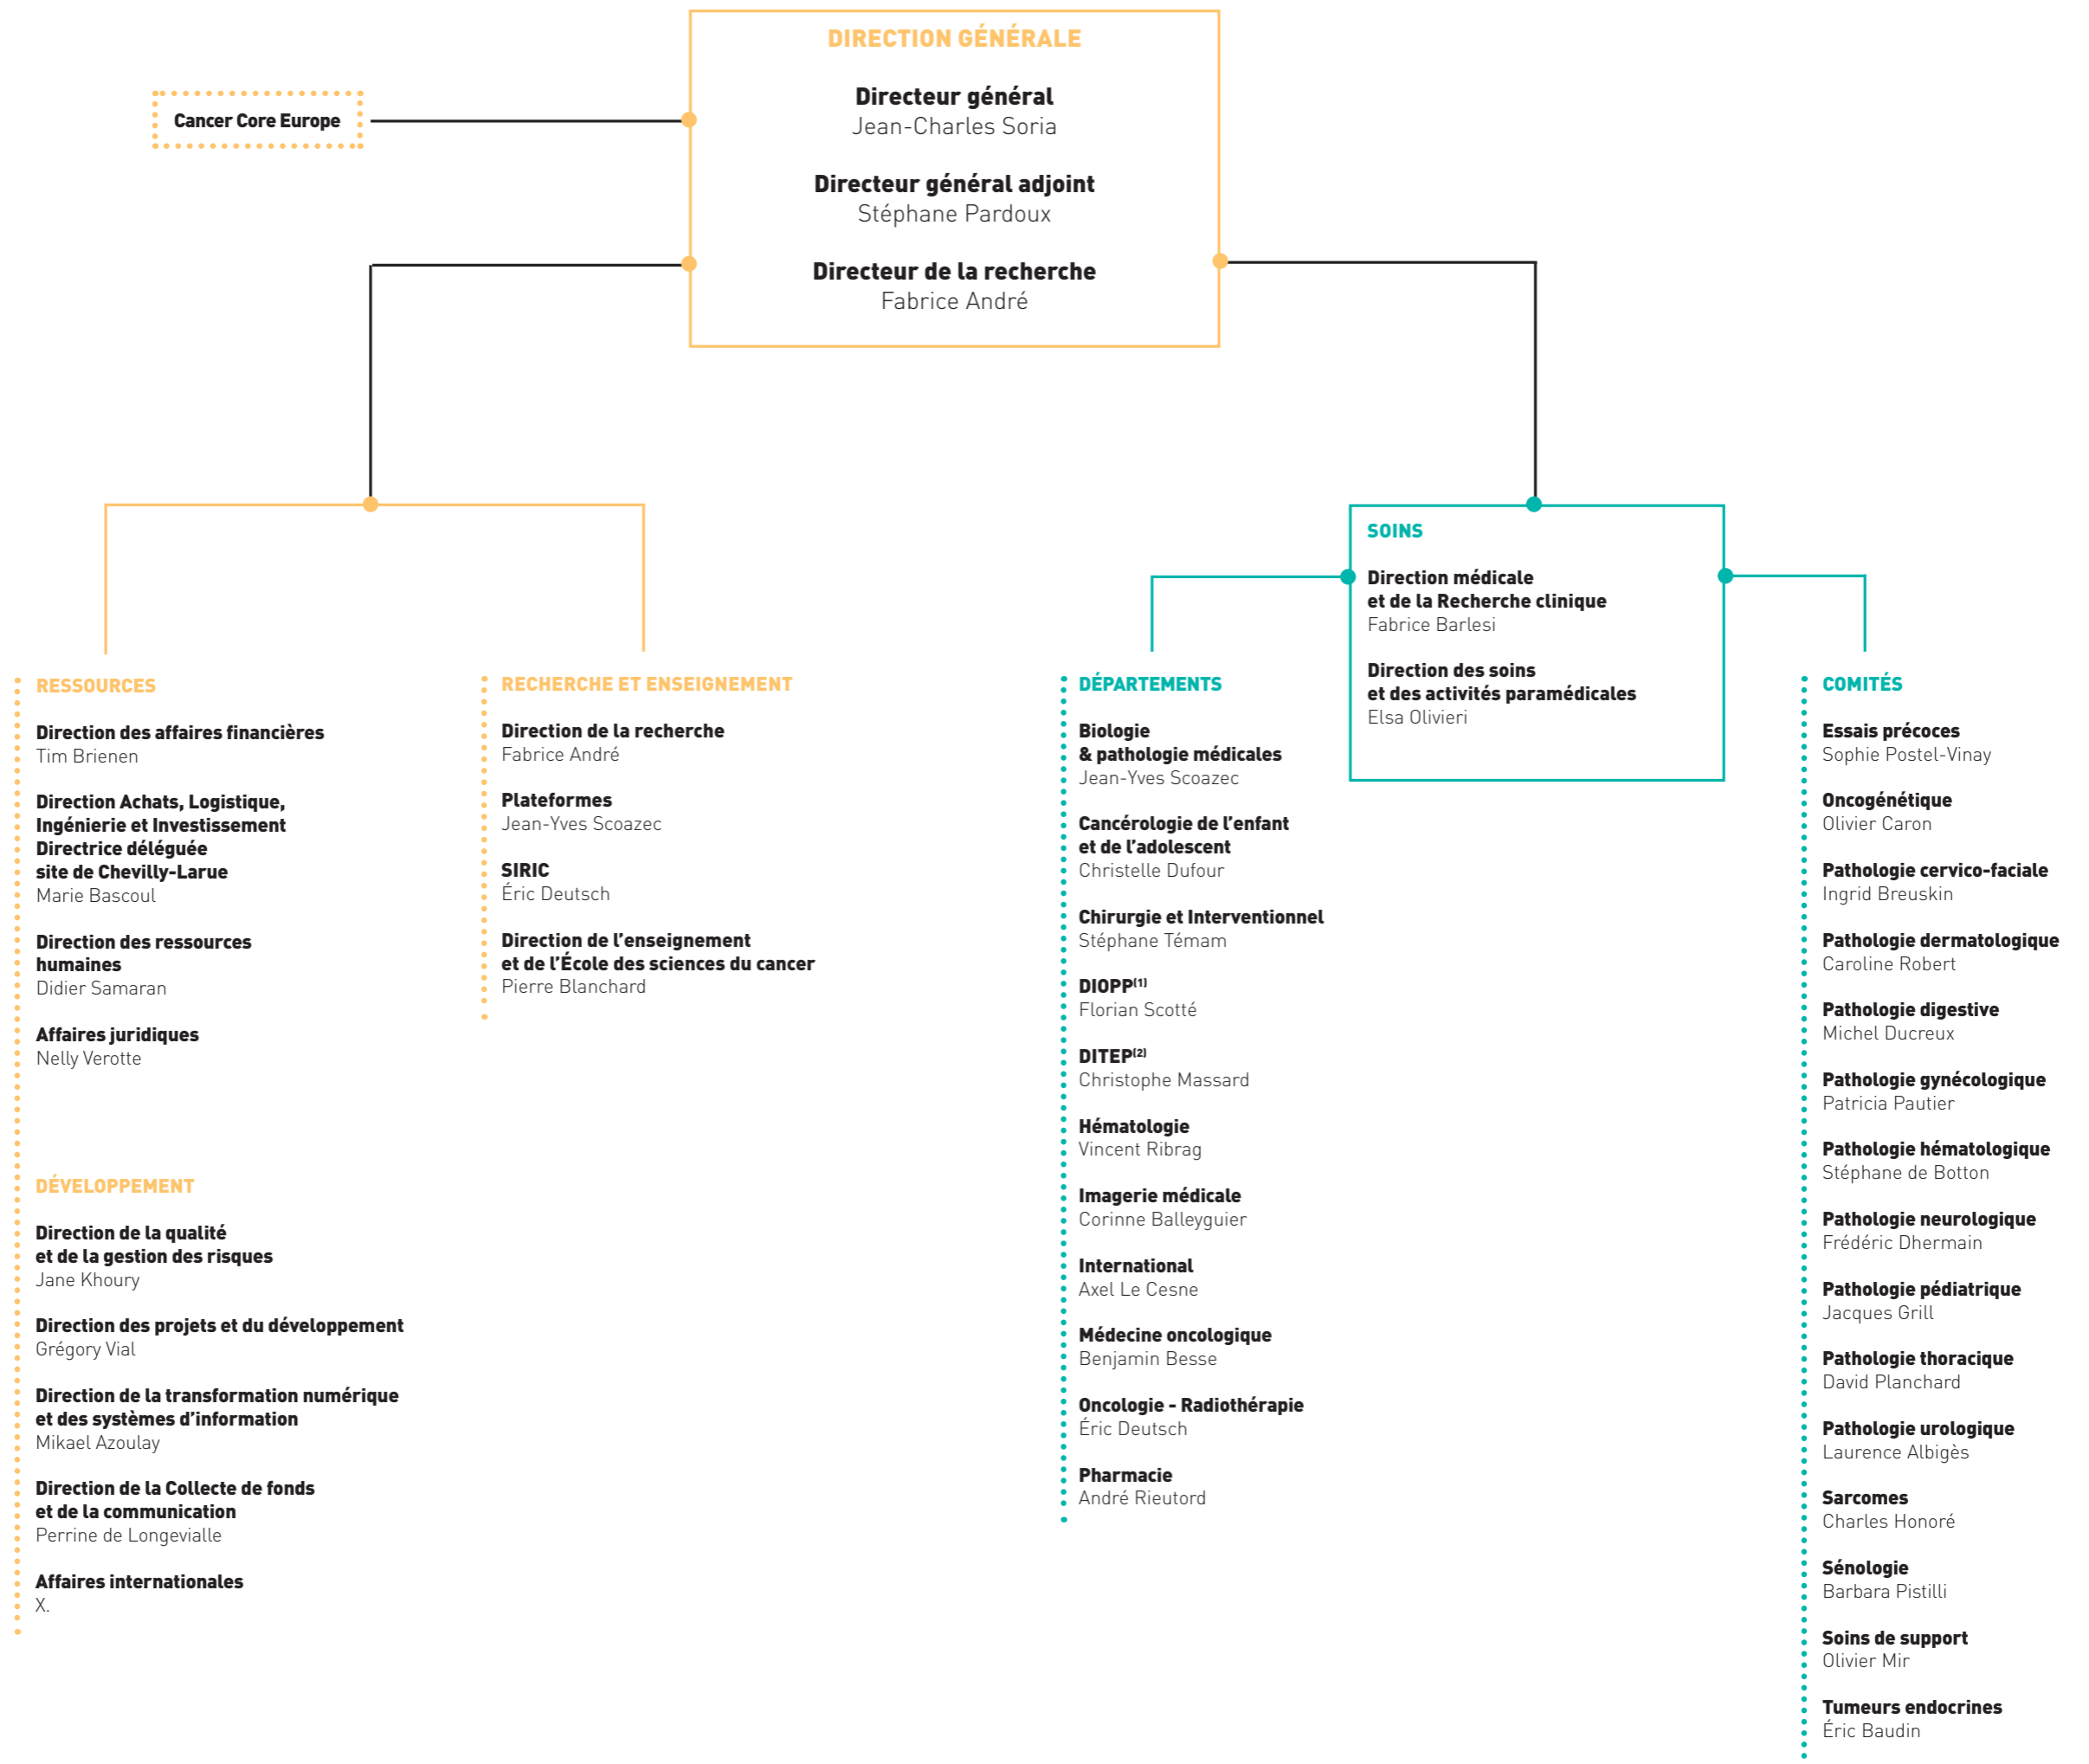 DIRECTION GÉNÉRALE
Directeur général
Jean-Charles Soria
Directeur général adjoint
Stéphane Pardoux
Directeur de la recherche
Fabrice André
Cancer Core Europe
RESSOURCES
Direction des affaires financières
Tim Brienen
Direction Achats, Logistique,
Ingénierie et Investissement
Directrice déléguée
site de Chevilly-Larue
Marie Bascoul
Direction des ressources
humaines
Didier Samaran
Affaires juridiques
Nelly Verotte
DÉVELOPPEMENT
Direction de la qualité
et de la gestion des risques
Jane Khoury
Direction des projets et du développement
Grégory Vial
Direction de la transformation numérique
et des systèmes d'information
Mikael Azoulay
Direction de la Collecte de fonds
et de la communication
Perrine de Longevialle
Affaires internationales
X.
RECHERCHE ET ENSEIGNEMENT
Direction de la recherche
Fabrice André
Plateformes
Jean-Yves Scoazec
SIRIC
Éric Deutsch
Direction de l'enseignement
et de l'École des sciences du cancer
Pierre Blanchard
SOINS
Direction médicale
et de la Recherche clinique
Fabrice Barlesi
Direction des soins
et des activités paramédicales
Elsa Olivieri
DÉPARTEMENTS
Biologie
& pathologie médicales
Jean-Yves Scoazec
Cancérologie de l'enfant
et de l'adolescent
Christelle Dufour
Chirurgie et Interventionnel
Stéphane Témam
DIOPP(1)
Florian Scotté
DITEP(2)
Christophe Massard
Hématologie
Vincent Ribrag
Imagerie médicale
Corinne Balleyguier
International
Axel Le Cesne
Médecine oncologique
Benjamin Besse
Oncologie - Radiothérapie
Éric Deutsch
Pharmacie
André Rieutord
COMITÉS
Essais précoces
Sophie Postel-Vinay
Oncogénétique
Olivier Caron
Pathologie cervico-faciale
Ingrid Breuskin
Pathologie dermatologique
Caroline Robert
Pathologie digestive
Michel Ducreux
Pathologie gynécologique
Patricia Pautier
Pathologie hématologique
Stéphane de Botton
Pathologie neurologique
Frédéric Dhermain
Pathologie pédiatrique
Jacques Grill
Pathologie thoracique
David Planchard
Pathologie urologique
Laurence Albigès
Sarcomes
Charles Honoré
Sénologie
Barbara Pistilli
Soins de support
Olivier Mir
Tumeurs endocrines
Éric Baudin